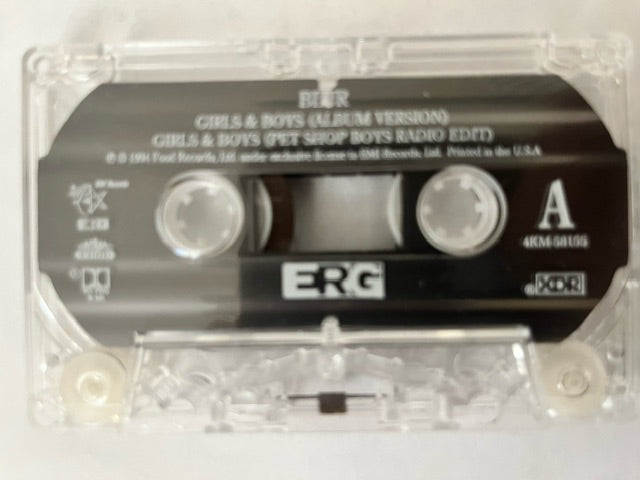 BLUR
GIRLS & BOYS (ALBUM VERSION)
GIRLS & BOYS (PET SHOP BOYS RADIO EDIT)
℗ © 1994 Food Records, Ltd. under exclusive license to EMI Records, Ltd. Printed in the U.S.A
A
4KM-58155
ERG
XDR